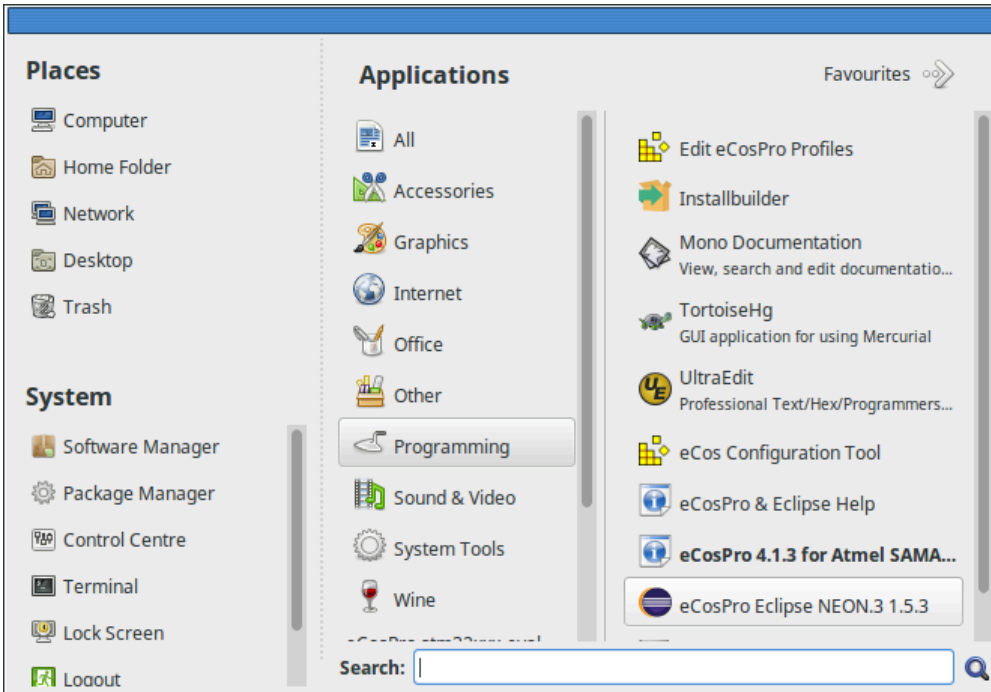 Places
Computer
Home Folder
Network
Desktop
Trash
System
Software Manager
Package Manager
Control Centre
Terminal
Lock Screen
Logout
Applications
Favourites
All
Accessories
Graphics
Internet
Office
Other
Programming
Sound & Video
System Tools
Wine
Edit eCosPro Profiles
Installbuilder
Mono Documentation
View, search and edit documentatio...
TortoiseHg
GUI application for using Mercurial
UltraEdit
Professional Text/Hex/Programmers...
eCos Configuration Tool
eCosPro & Eclipse Help
eCosPro 4.1.3 for Atmel SAMA...
eCosPro Eclipse NEON.3 1.5.3
Search: